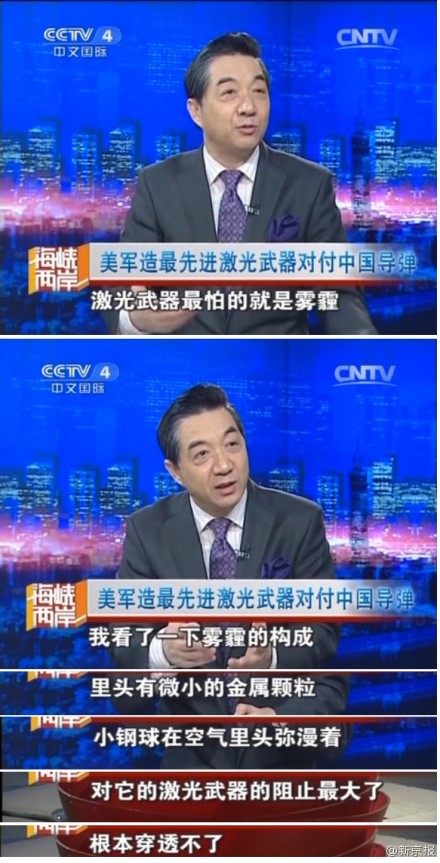 CCTV 4
中文国际
CNTV
海峡两岸
美军造最先进激光武器对付中国导弹
激光武器最怕的就是雾霾
CCTV 4
中文国际
CNTV
海峡两岸
美军造最先进激光武器对付中国导弹
我看了一下雾霾的构成
里头有微小的金属颗粒
小钢球在空气里头弥漫着
对它的激光武器的阻止最大了
根本穿透不了
@新京报